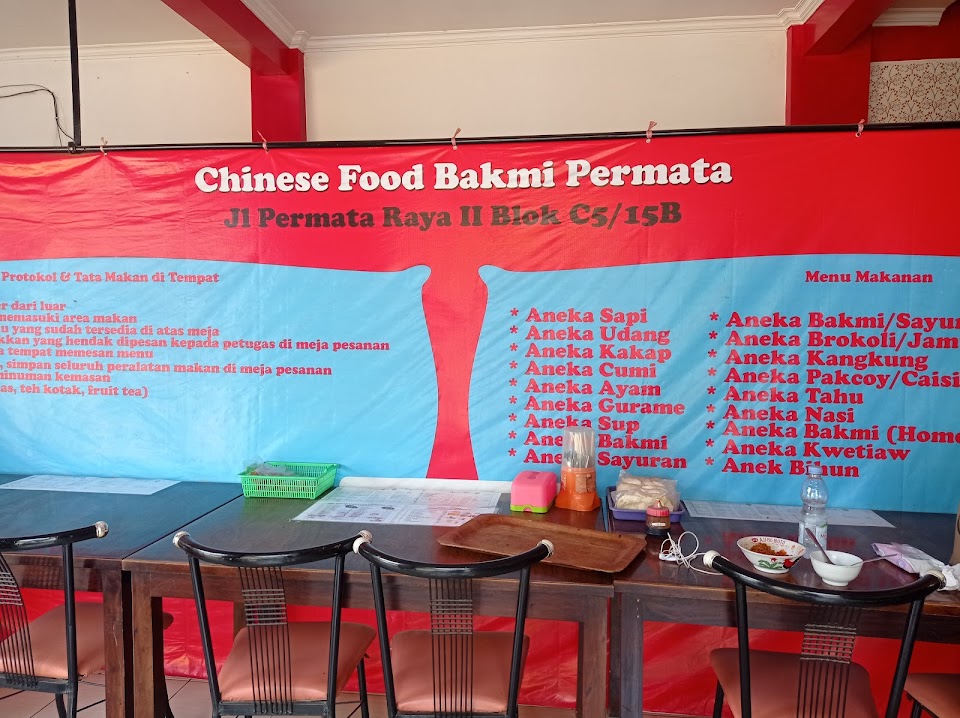 Chinese Food Bakmi Permata
Jl Permata Raya II Blok C5/15B
Protokol & Tata Makan di Tempat
dari luar
memasuki area makan
yang sudah tersedia di atas meja
yang hendak dipesan kepada petugas di meja pesanan
tempat memesan menu
simpan seluruh peralatan makan di meja pesanan
minuman kemasan
teh kotak, fruit tea)
Menu Makanan
* Aneka Sapi
* Aneka Udang
* Aneka Kakap
* Aneka Cumi
* Aneka Ayam
* Aneka Gurame
* Aneka Sup
* Aneka Bakmi
* Aneka Sayuran
* Aneka Bakmi/Sayur
* Aneka Brokoli/Jam
* Aneka Kangkung
* Aneka Pakcoy/Caisi
* Aneka Tahu
* Aneka Nasi
* Aneka Bakmi (Home
* Aneka Kwetiaw
* Anek Bihun